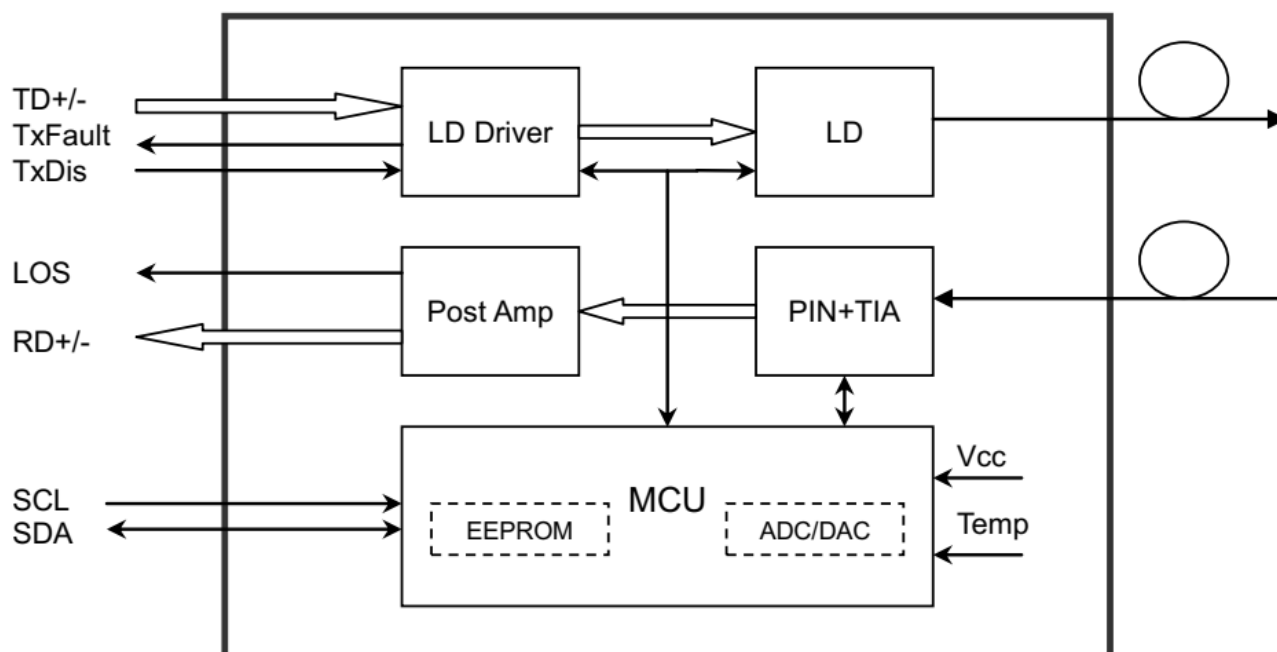 TD+/-
TxFault
TxDis
LD Driver
LD
LOS
RD+/-
Post Amp
PIN+TIA
SCL
SDA
MCU
EEPROM
ADC/DAC
Vcc
Temp